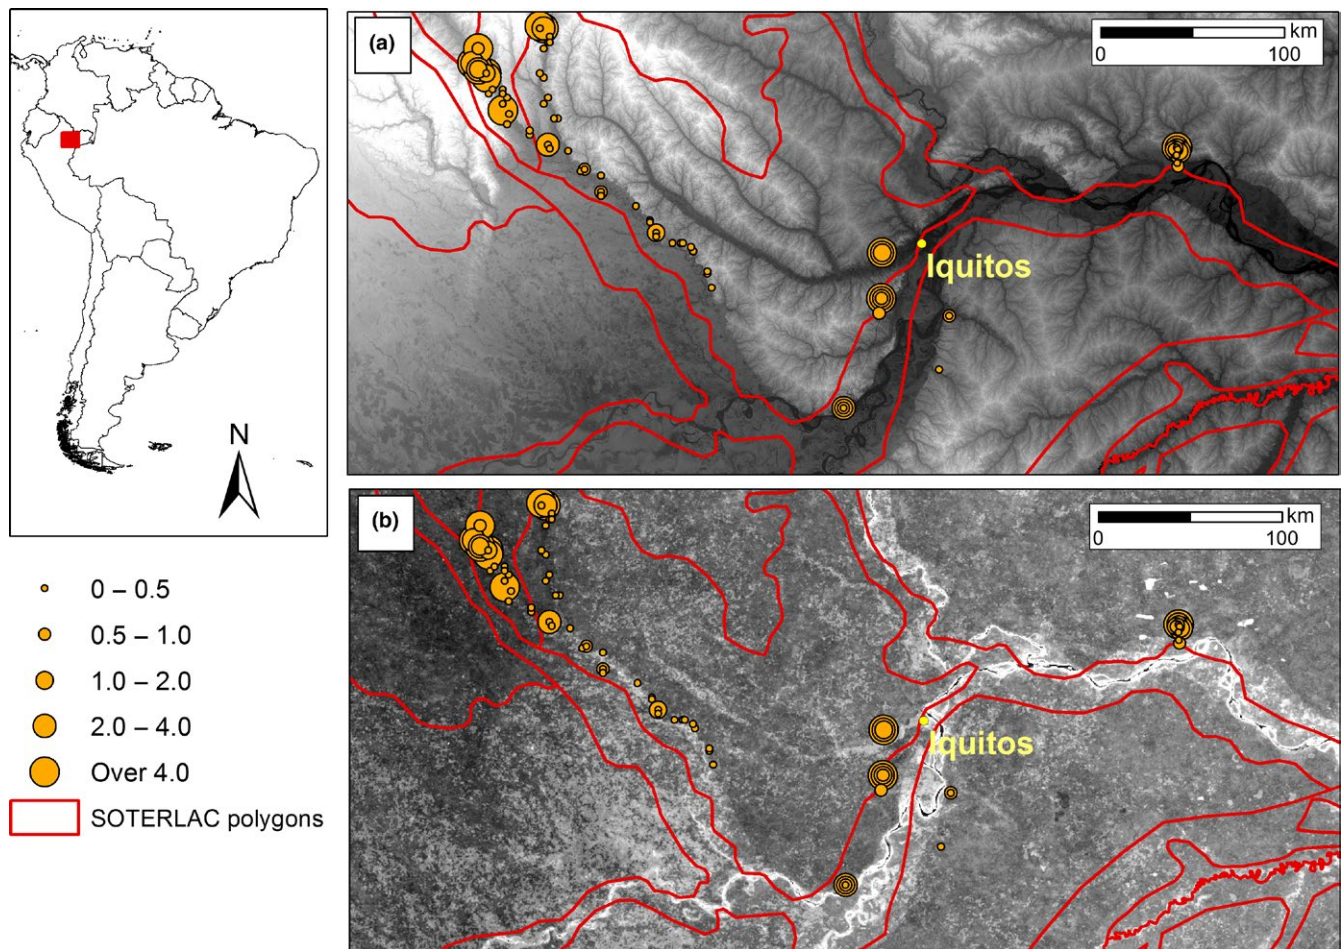 N
0 – 0.5
0.5 – 1.0
1.0 – 2.0
2.0 – 4.0
Over 4.0
SOTERLAC polygons
(a)
km
0 100
Iquitos
(b)
km
0 100
Iquitos